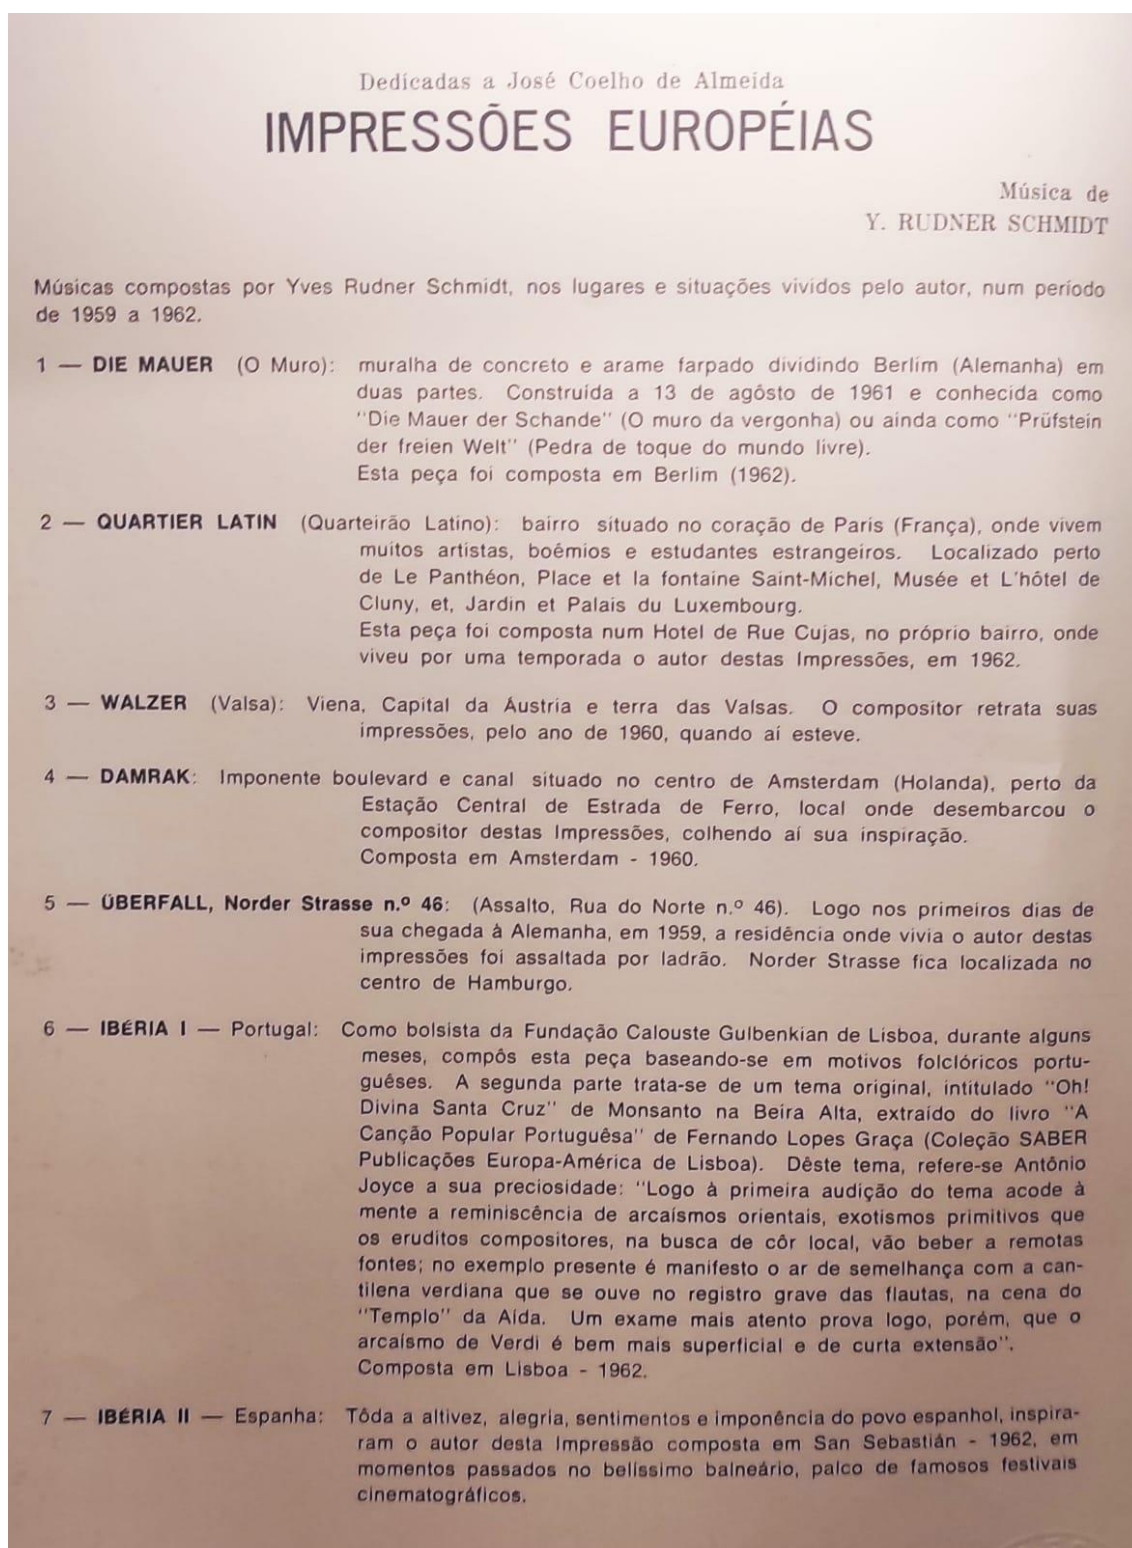 Dedicadas a José Coelho de Almeida
IMPRESSÕES EUROPÉIAS
Música de
Y. RUDNER SCHMIDT
Músicas compostas por Yves Rudner Schmidt, nos lugares e situações vividos pelo autor, num período
de 1959 a 1962.
1 — DIE MAUER (O Muro): muralha de concreto e arame farpado dividindo Berlim (Alemanha) em
duas partes. Construída a 13 de agôsto de 1961 e conhecida como
"Die Mauer der Schande" (O muro da vergonha) ou ainda como "Prüfstein
der freien Welt" (Pedra de toque do mundo livre).
Esta peça foi composta em Berlim (1962).
2 — QUARTIER LATIN (Quarteirão Latino): bairro situado no coração de Paris (França), onde vivem
muitos artistas, boémios e estudantes estrangeiros. Localizado perto
de Le Panthéon, Place et la fontaine Saint-Michel, Musée et L'hôtel de
Cluny, et, Jardin et Palais du Luxembourg.
Esta peça foi composta num Hotel de Rue Cujas, no próprio bairro, onde
viveu por uma temporada o autor destas Impressões, em 1962.
3 — WALZER (Valsa): Viena, Capital da Áustria e terra das Valsas. O compositor retrata suas
impressões, pelo ano de 1960, quando aí esteve.
4 — DAMRAK: Imponente boulevard e canal situado no centro de Amsterdam (Holanda), perto da
Estação Central de Estrada de Ferro, local onde desembarcou o
compositor destas Impressões, colhendo aí sua inspiração.
Composta em Amsterdam - 1960.
5 — ÜBERFALL, Norder Strasse n.º 46: (Assalto, Rua do Norte n.º 46). Logo nos primeiros dias de
sua chegada à Alemanha, em 1959, a residência onde vivia o autor destas
impressões foi assaltada por ladrão. Norder Strasse fica localizada no
centro de Hamburgo.
6 — IBÉRIA I — Portugal: Como bolsista da Fundação Calouste Gulbenkian de Lisboa, durante alguns
meses, compôs esta peça baseando-se em motivos folclóricos portu-
guêses. A segunda parte trata-se de um tema original, intitulado "Oh!
Divina Santa Cruz" de Monsanto na Beira Alta, extraído do livro "A
Canção Popular Portuguêsa" de Fernando Lopes Graça (Coleção SABER
Publicações Europa-América de Lisboa). Dêste tema, refere-se Antônio
Joyce a sua preciosidade: "Logo à primeira audição do tema acode à
mente a reminiscência de arcaísmos orientais, exotismos primitivos que
os eruditos compositores, na busca de côr local, vão beber a remotas
fontes; no exemplo presente é manifesto o ar de semelhança com a can-
tilena verdiana que se ouve no registro grave das flautas, na cena do
"Templo" da Aída. Um exame mais atento prova logo, porém, que o
arcaísmo de Verdi é bem mais superficial e de curta extensão".
Composta em Lisboa - 1962.
7 — IBÉRIA II — Espanha: Tôda a altivez, alegria, sentimentos e imponência do povo espanhol, inspira-
ram o autor desta Impressão composta em San Sebastián - 1962, em
momentos passados no belíssimo balneário, palco de famosos festivais
cinematográficos.